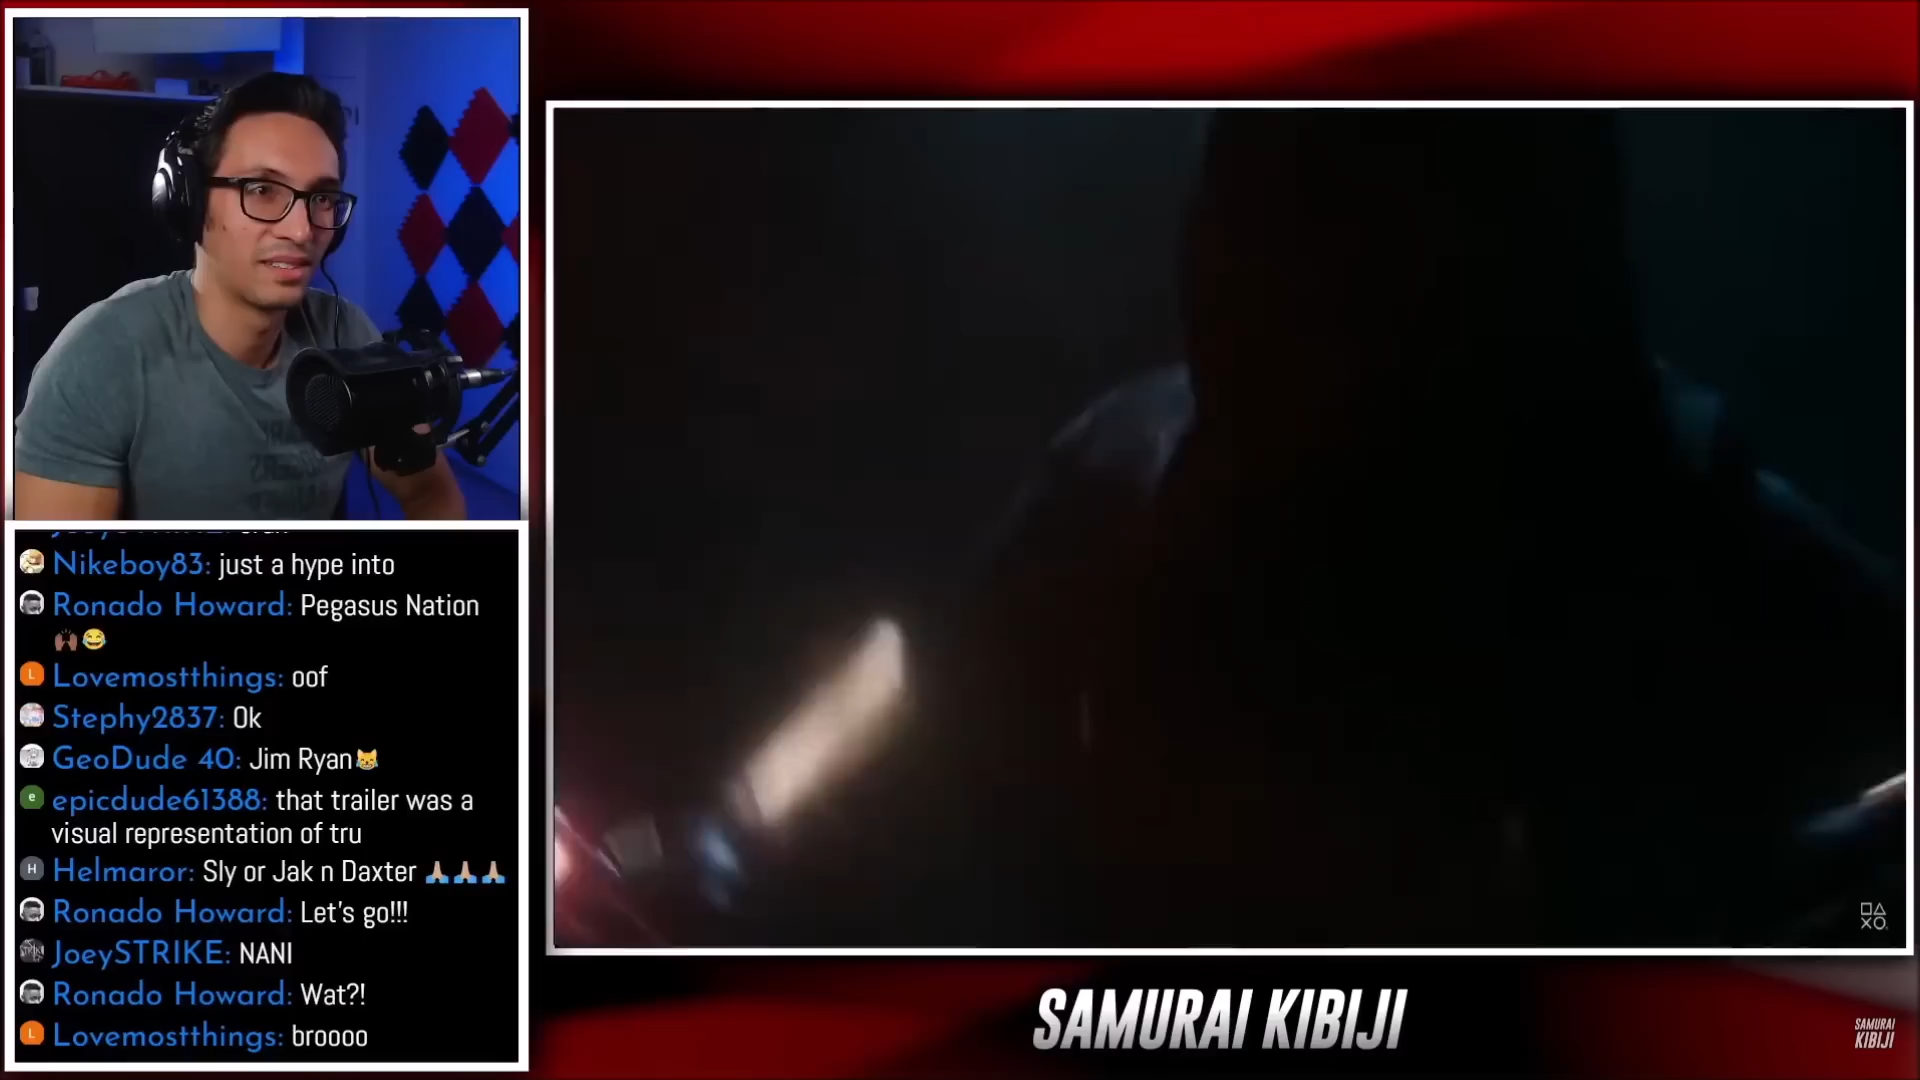 Nikeboy83: just a hype into
Ronado Howard: Pegasus Nation
🙌🏾😂
L Lovemostthings: oof
Stephy2837: Ok
GeoDude 40: Jim Ryan😹
e epicdude61388: that trailer was a
visual representation of tru
H Helmaror: Sly or Jak n Daxter 🙏🏼🙏🏼🙏🏼
Ronado Howard: Let's go!!!
JoeySTRIKE: NANI
Ronado Howard: Wat?!
L Lovemostthings: broooo
SAMURAI KIBIJI
SAMURAI
KIBIJI